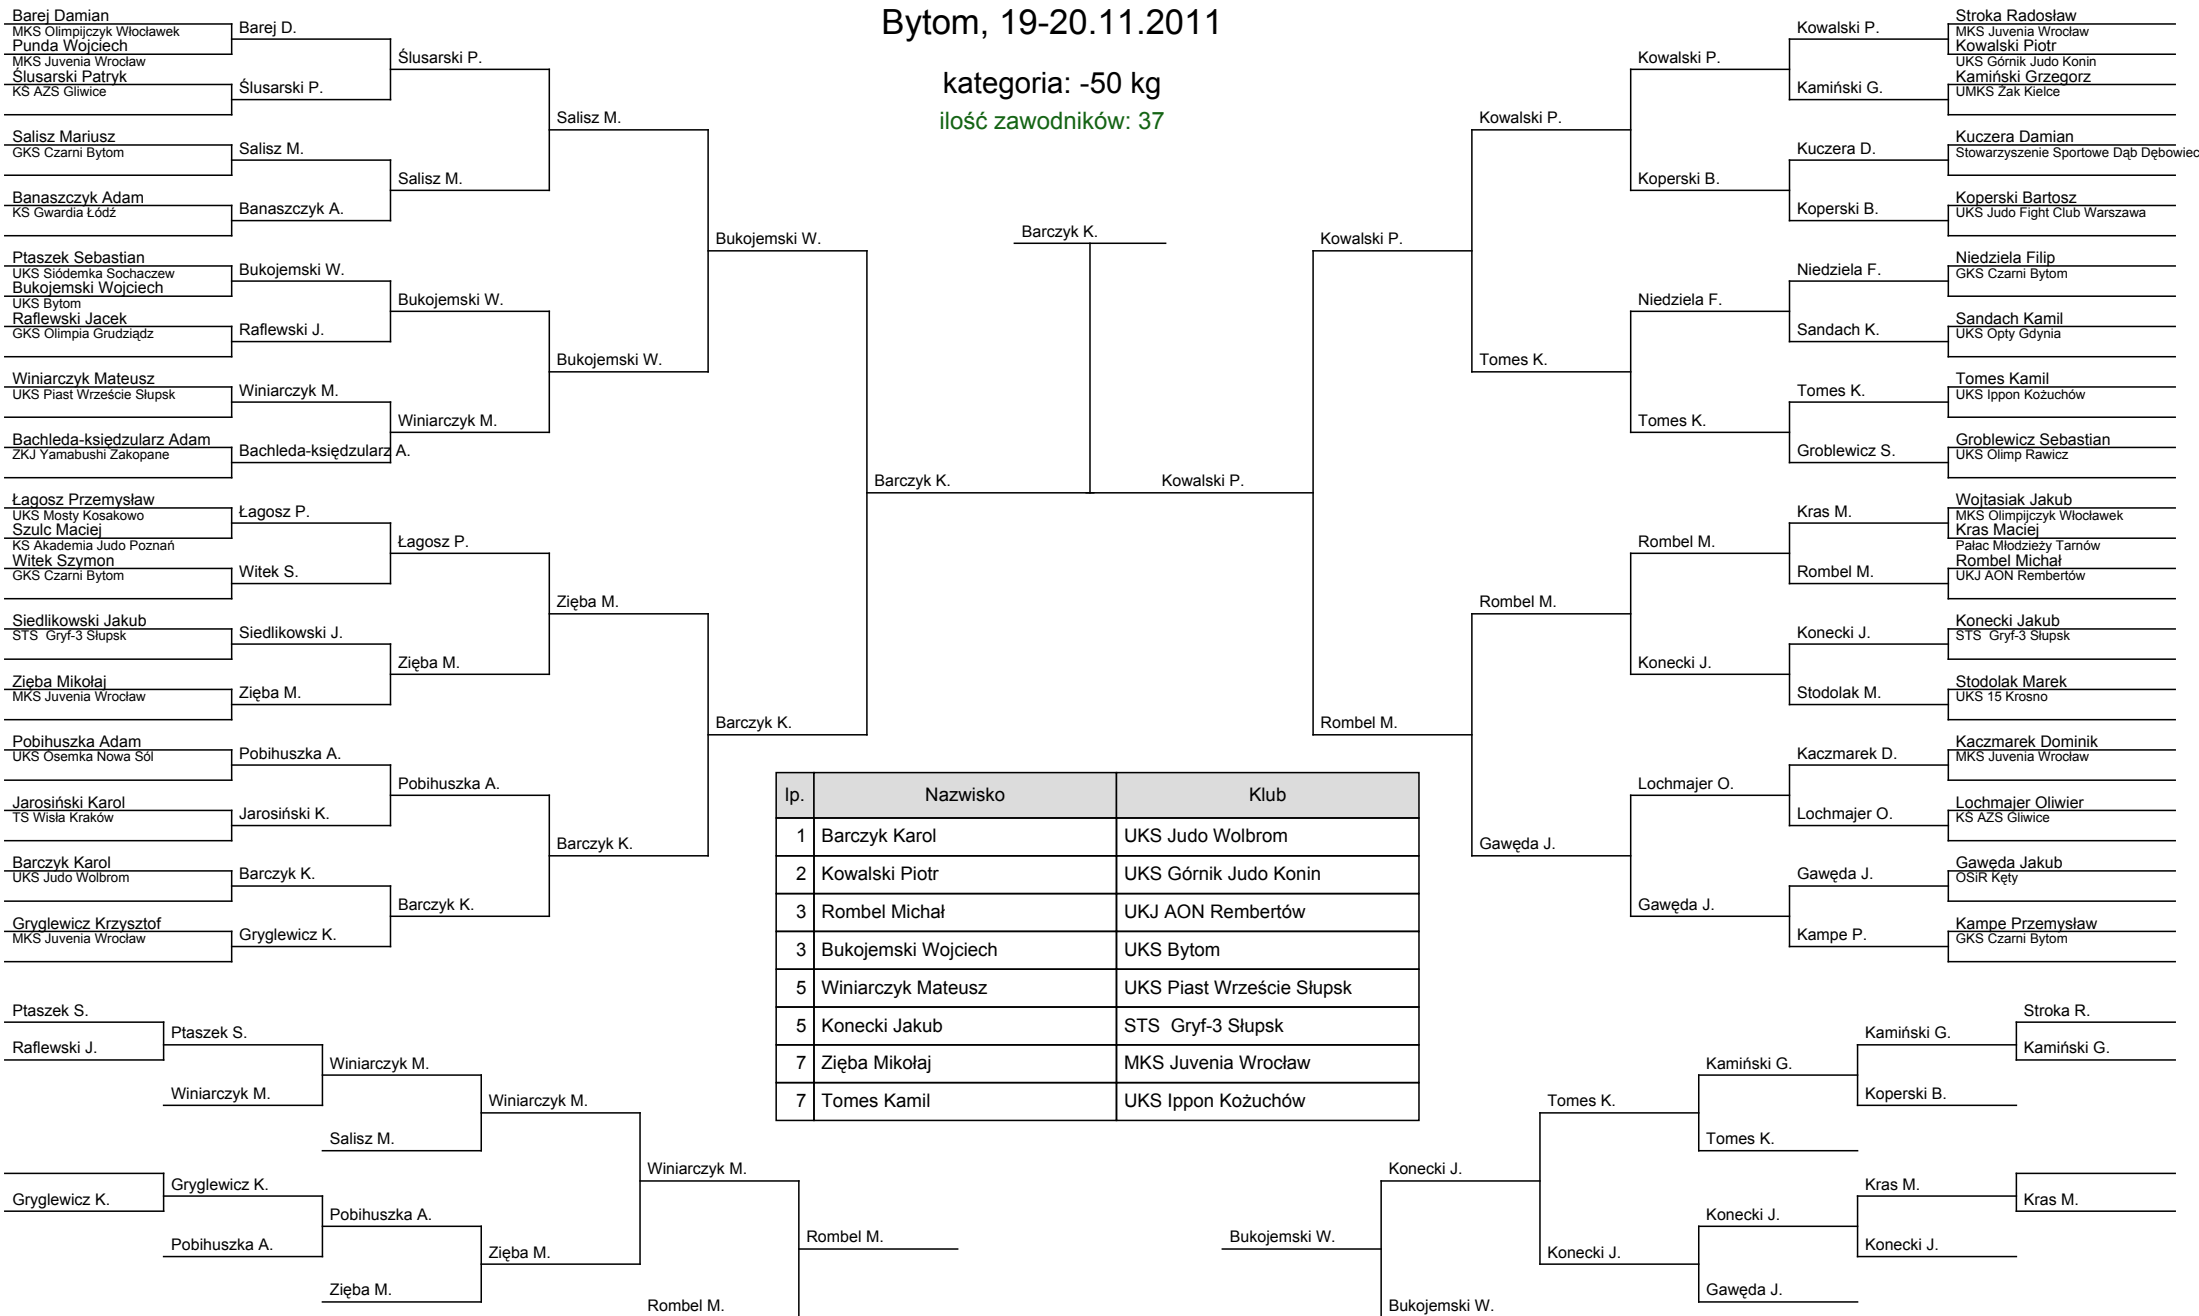 Bytom, 19-20.11.2011
kategoria: -50 kg
ilość zawodników: 37
Barej Damian
MKS Olimpijczyk Włocławek
Punda Wojciech
MKS Juvenia Wrocław
Ślusarski Patryk
KS AZS Gliwice
Salisz Mariusz
GKS Czarni Bytom
Banaszczyk Adam
KS Gwardia Łódź
Ptaszek Sebastian
UKS Siódemka Sochaczew
Bukojemski Wojciech
UKS Bytom
Raflewski Jacek
GKS Olimpia Grudziądz
Winiarczyk Mateusz
UKS Piast Wrzeście Słupsk
Bachleda-księdzularz Adam
ZKJ Yamabushi Zakopane
Łagosz Przemysław
UKS Mosty Kosakowo
Szulc Maciej
KS Akademia Judo Poznań
Witek Szymon
GKS Czarni Bytom
Siedlikowski Jakub
STS Gryf-3 Słupsk
Zięba Mikołaj
MKS Juvenia Wrocław
Pobihuszka Adam
UKS Ósemka Nowa Sól
Jarosiński Karol
TS Wisła Kraków
Barczyk Karol
UKS Judo Wolbrom
Gryglewicz Krzysztof
MKS Juvenia Wrocław
Barej D.
Ślusarski P.
Salisz M.
Banaszczyk A.
Bukojemski W.
Raflewski J.
Winiarczyk M.
Bachleda-księdzularz A.
Łagosz P.
Witek S.
Siedlikowski J.
Zięba M.
Pobihuszka A.
Jarosiński K.
Barczyk K.
Gryglewicz K.
Ślusarski P.
Salisz M.
Bukojemski W.
Winiarczyk M.
Łagosz P.
Zięba M.
Pobihuszka A.
Barczyk K.
Salisz M.
Bukojemski W.
Zięba M.
Barczyk K.
Bukojemski W.
Barczyk K.
Barczyk K.
Barczyk K.
Kowalski P.
Kowalski P.
Rombel M.
Kowalski P.
Tomes K.
Rombel M.
Gawęda J.
Kowalski P.
Koperski B.
Niedziela F.
Tomes K.
Rombel M.
Konecki J.
Lochmajer O.
Gawęda J.
Kowalski P.
Kamiński G.
Kuczera D.
Koperski B.
Niedziela F.
Sandach K.
Tomes K.
Groblewicz S.
Kras M.
Rombel M.
Konecki J.
Stodolak M.
Kaczmarek D.
Lochmajer O.
Gawęda J.
Kampe P.
Stroka Radosław
MKS Juvenia Wrocław
Kowalski Piotr
UKS Górnik Judo Konin
Kamiński Grzegorz
UMKS Żak Kielce
Kuczera Damian
Stowarzyszenie Sportowe Dąb Dębowiec
Koperski Bartosz
UKS Judo Fight Club Warszawa
Niedziela Filip
GKS Czarni Bytom
Sandach Kamil
UKS Opty Gdynia
Tomes Kamil
UKS Ippon Kożuchów
Groblewicz Sebastian
UKS Olimp Rawicz
Wojtasiak Jakub
MKS Olimpijczyk Włocławek
Kras Maciej
Pałac Młodzieży Tarnów
Rombel Michał
UKJ AON Rembertów
Konecki Jakub
STS Gryf-3 Słupsk
Stodolak Marek
UKS 15 Krosno
Kaczmarek Dominik
MKS Juvenia Wrocław
Lochmajer Oliwier
KS AZS Gliwice
Gawęda Jakub
OSiR Kęty
Kampe Przemysław
GKS Czarni Bytom
lp. Nazwisko Klub
1 Barczyk Karol UKS Judo Wolbrom
2 Kowalski Piotr UKS Górnik Judo Konin
3 Rombel Michał UKJ AON Rembertów
3 Bukojemski Wojciech UKS Bytom
5 Winiarczyk Mateusz UKS Piast Wrzeście Słupsk
5 Konecki Jakub STS Gryf-3 Słupsk
7 Zięba Mikołaj MKS Juvenia Wrocław
7 Tomes Kamil UKS Ippon Kożuchów
Ptaszek S.
Raflewski J.
Gryglewicz K.
Ptaszek S.
Winiarczyk M.
Gryglewicz K.
Pobihuszka A.
Winiarczyk M.
Salisz M.
Pobihuszka A.
Zięba M.
Winiarczyk M.
Zięba M.
Winiarczyk M.
Rombel M.
Rombel M.
Bukojemski W.
Konecki J.
Bukojemski W.
Tomes K.
Konecki J.
Kamiński G.
Tomes K.
Konecki J.
Gawęda J.
Kamiński G.
Koperski B.
Kras M.
Konecki J.
Stroka R.
Kamiński G.
Kras M.